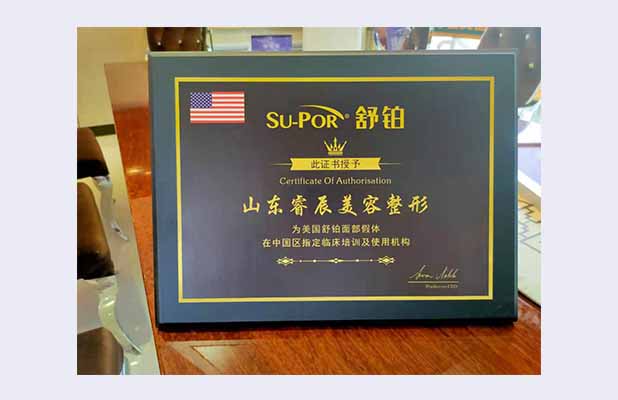 SU-POR® 舒铂
此证书授予
Certificate Of Authorisation
山东睿辰美容整形
为美国舒铂面部假体
在中国区指定临床培训及使用机构